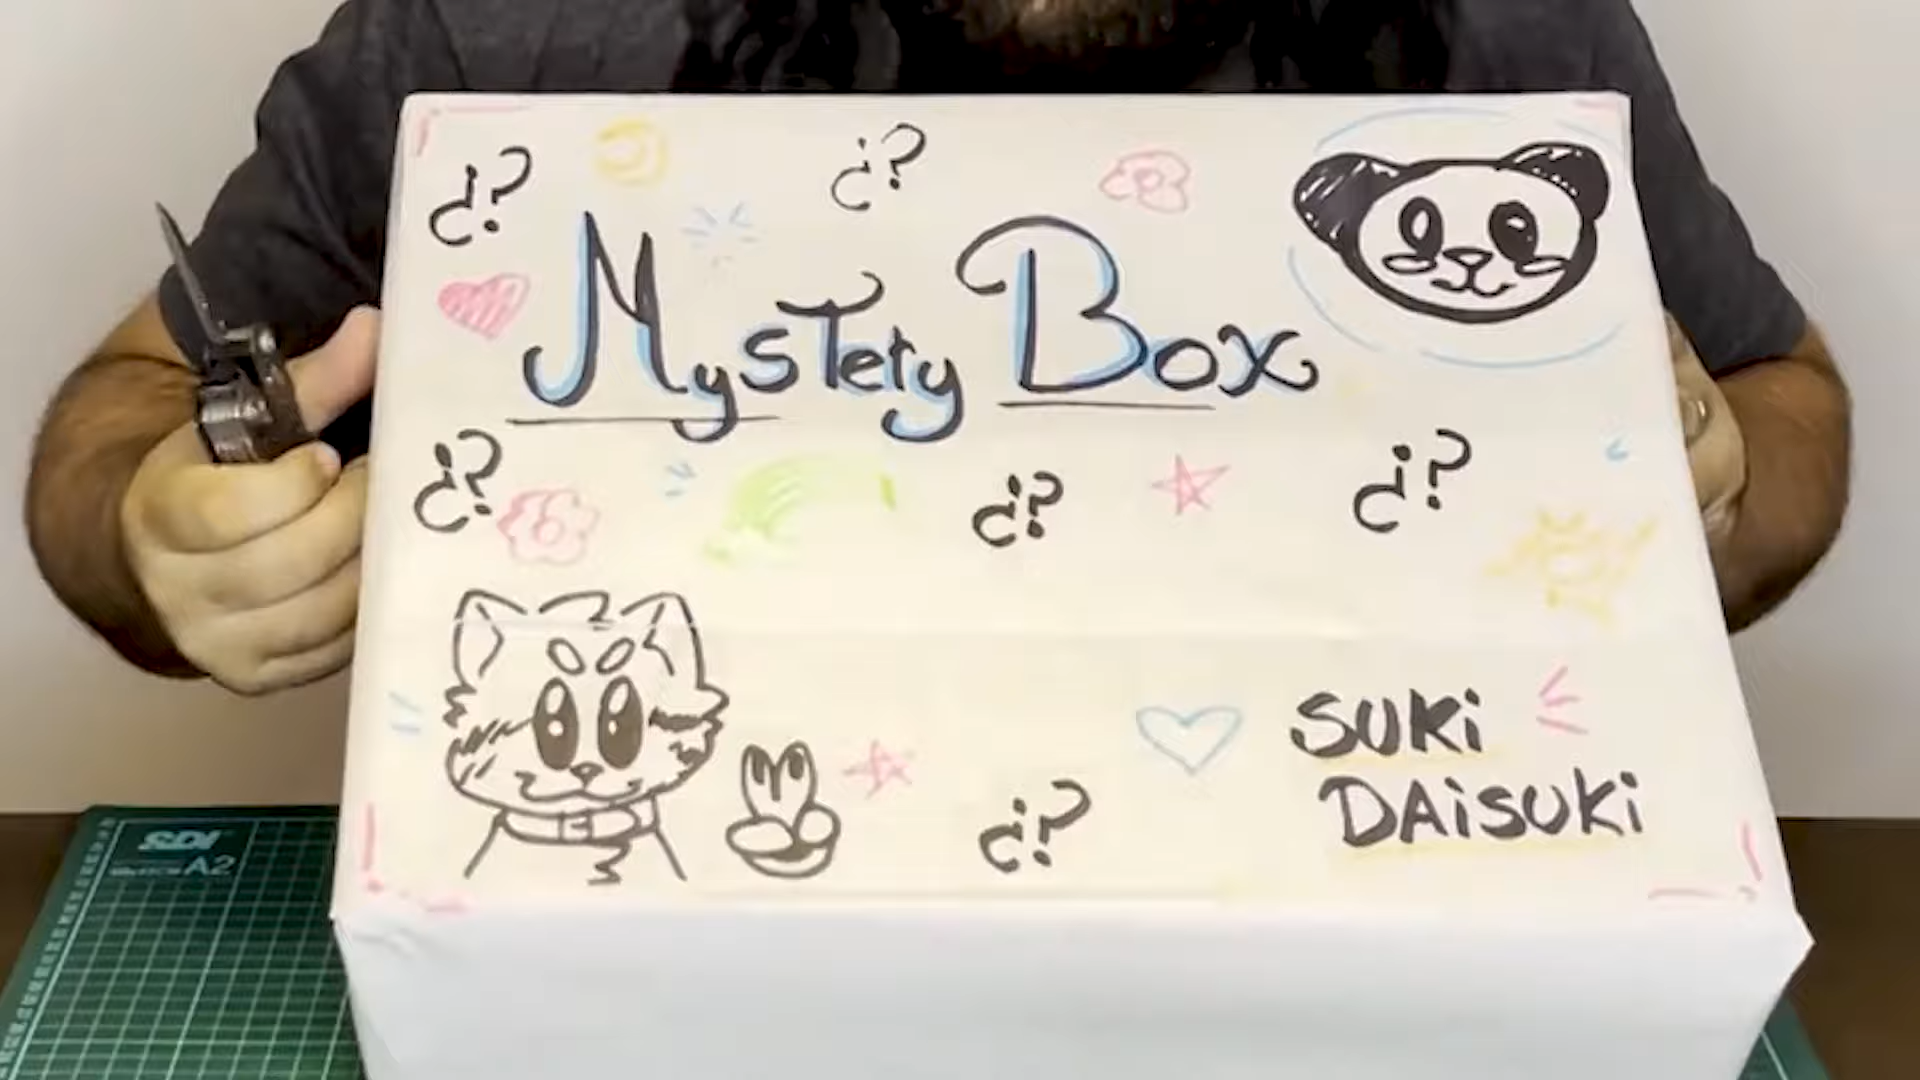 ¿? ¿?
Mystery Box
¿? ¿? ¿?
SUKi
DAiSUKi
¿?
SDI
A2